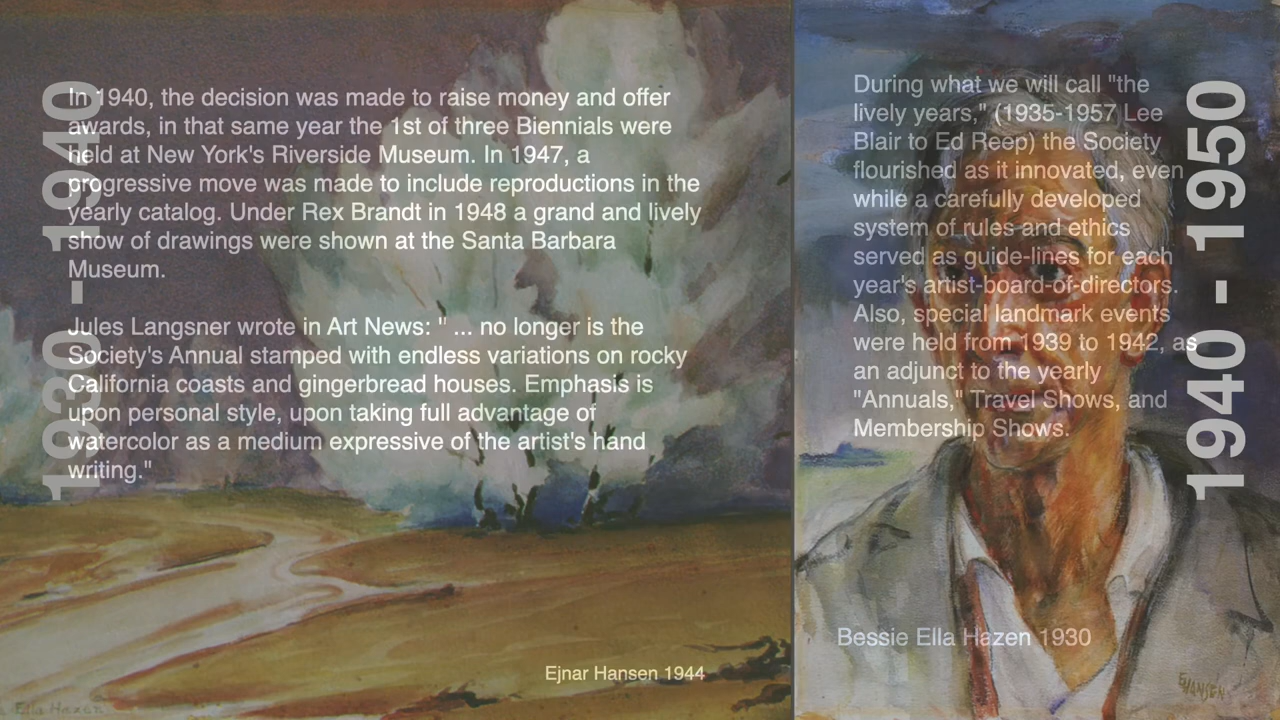 1930 - 1940
In 1940, the decision was made to raise money and offer
awards, in that same year the 1st of three Biennials were
held at New York's Riverside Museum. In 1947, a
progressive move was made to include reproductions in the
yearly catalog. Under Rex Brandt in 1948 a grand and lively
show of drawings were shown at the Santa Barbara
Museum.
Jules Langsner wrote in Art News: " ... no longer is the
Society's Annual stamped with endless variations on rocky
California coasts and gingerbread houses. Emphasis is
upon personal style, upon taking full advantage of
watercolor as a medium expressive of the artist's hand
writing."
Ejnar Hansen 1944
Ella Hazen
During what we will call "the
lively years," (1935-1957) Lee
Blair to Ed Reep) the Society
flourished as it innovated, even
while a carefully developed
system of rules and ethics
served as guide-lines for each
year's artist-board-of-directors.
Also, special landmark events
were held from 1939 to 1942, as
an adjunct to the yearly
"Annuals," Travel Shows, and
Membership Shows.
1940 - 1950
Bessie Ella Hazen 1930
E HANSEN